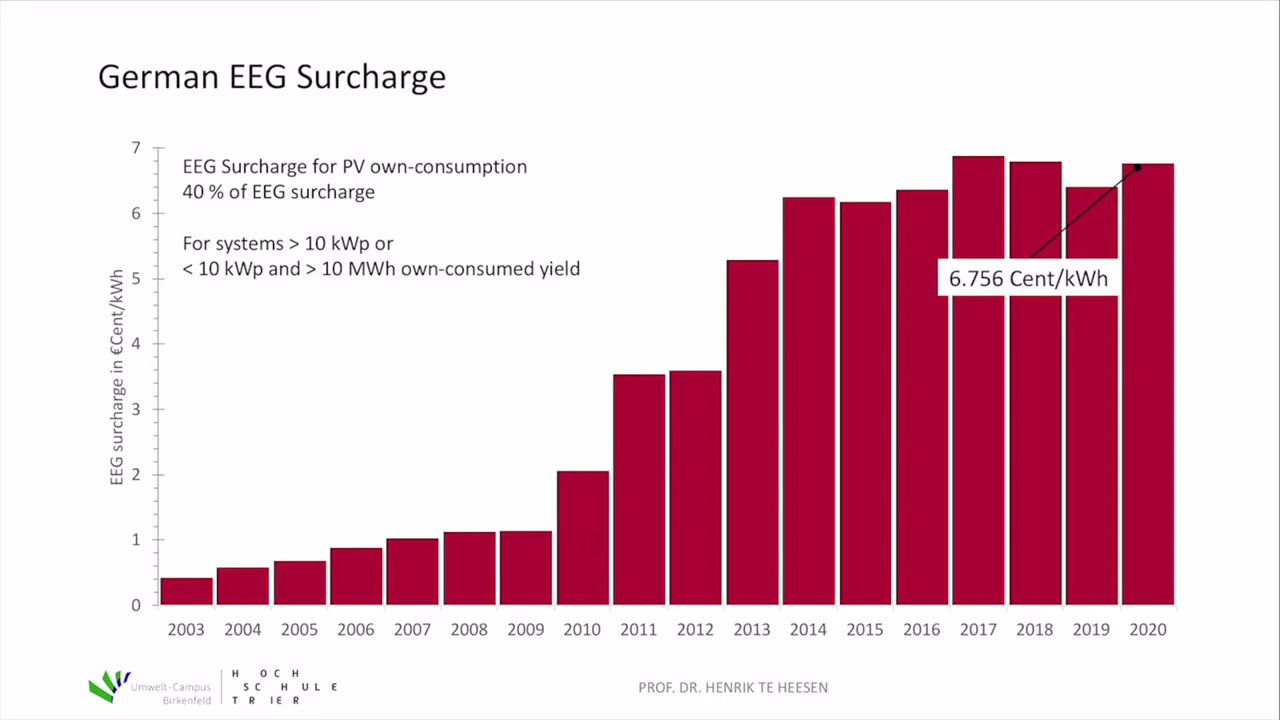 German EEG Surcharge
EEG Surcharge for PV own-consumption
40 % of EEG surcharge
For systems > 10 kWp or
< 10 kWp and > 10 MWh own-consumed yield
EEG surcharge in €Cent/kWh
7
6
5
4
3
2
1
0
6.756 Cent/kWh
2003 2004 2005 2006 2007 2008 2009 2010 2011 2012 2013 2014 2015 2016 2017 2018 2019 2020
Umwelt-Campus
Birkenfeld
HOCH
SCHULE
TRIER
PROF. DR. HENRIK TE HEESEN